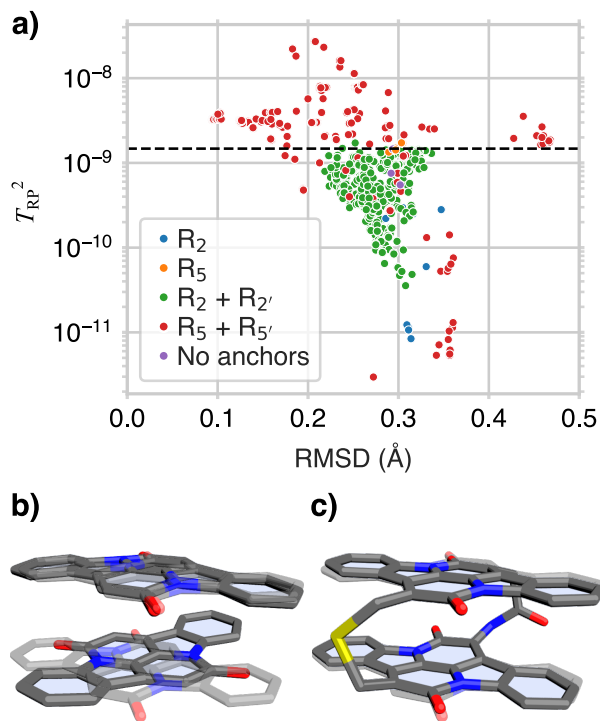 a)
10⁻⁸
10⁻⁹
10⁻¹⁰
10⁻¹¹
T_RP²
R₂
R₅
R₂ + R₂′
R₅ + R₅′
No anchors
0.0 0.1 0.2 0.3 0.4 0.5
RMSD (Å)
b) c)